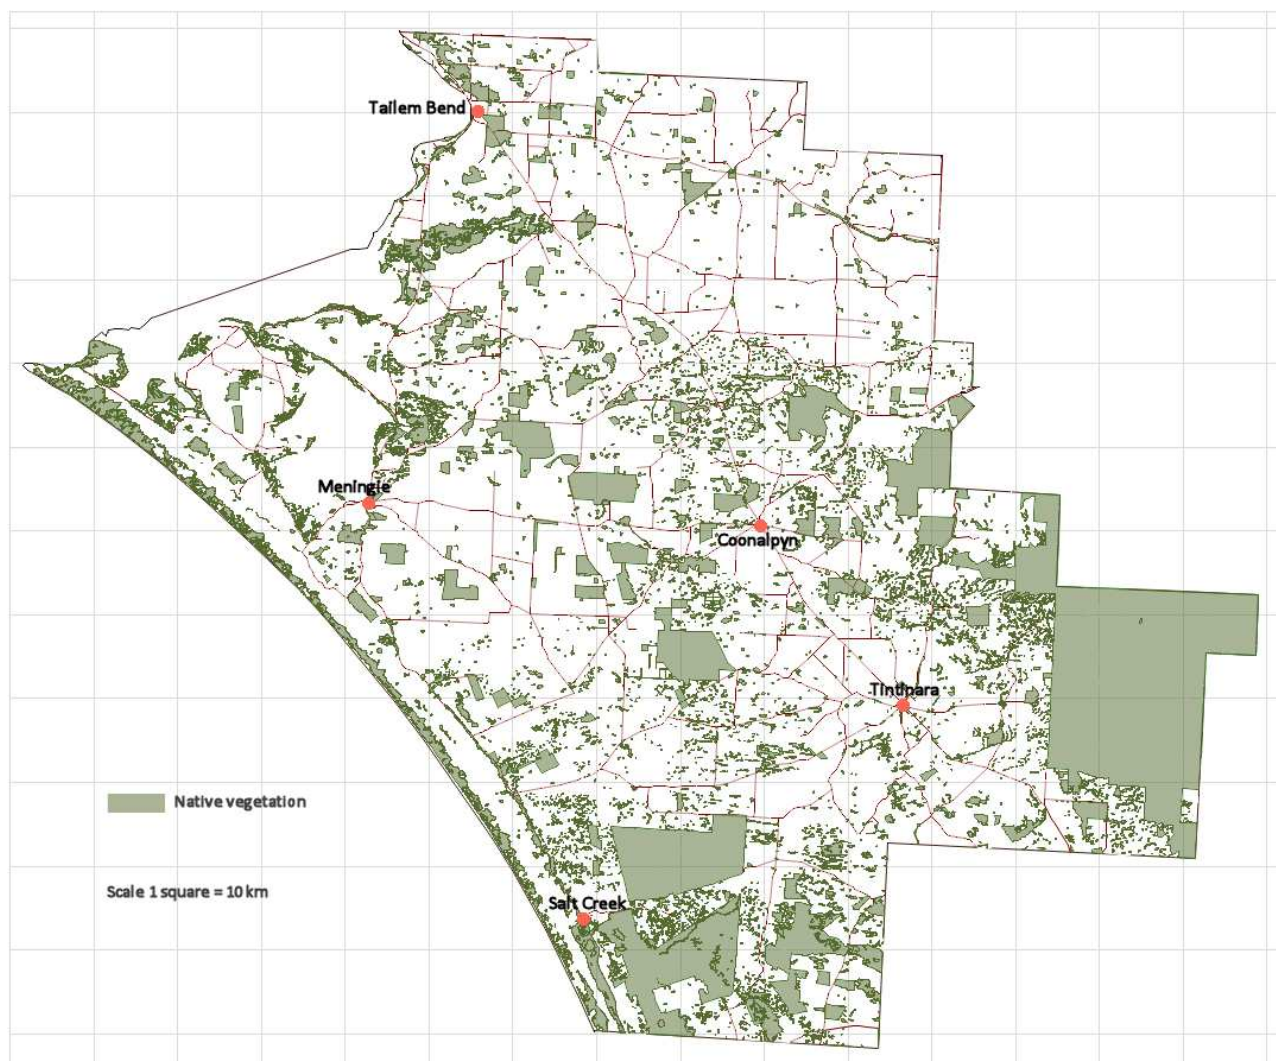 Tailem Bend
Meningie
Coonalpyn
Tintinara
Native vegetation
Scale 1 square = 10 km
Salt Creek